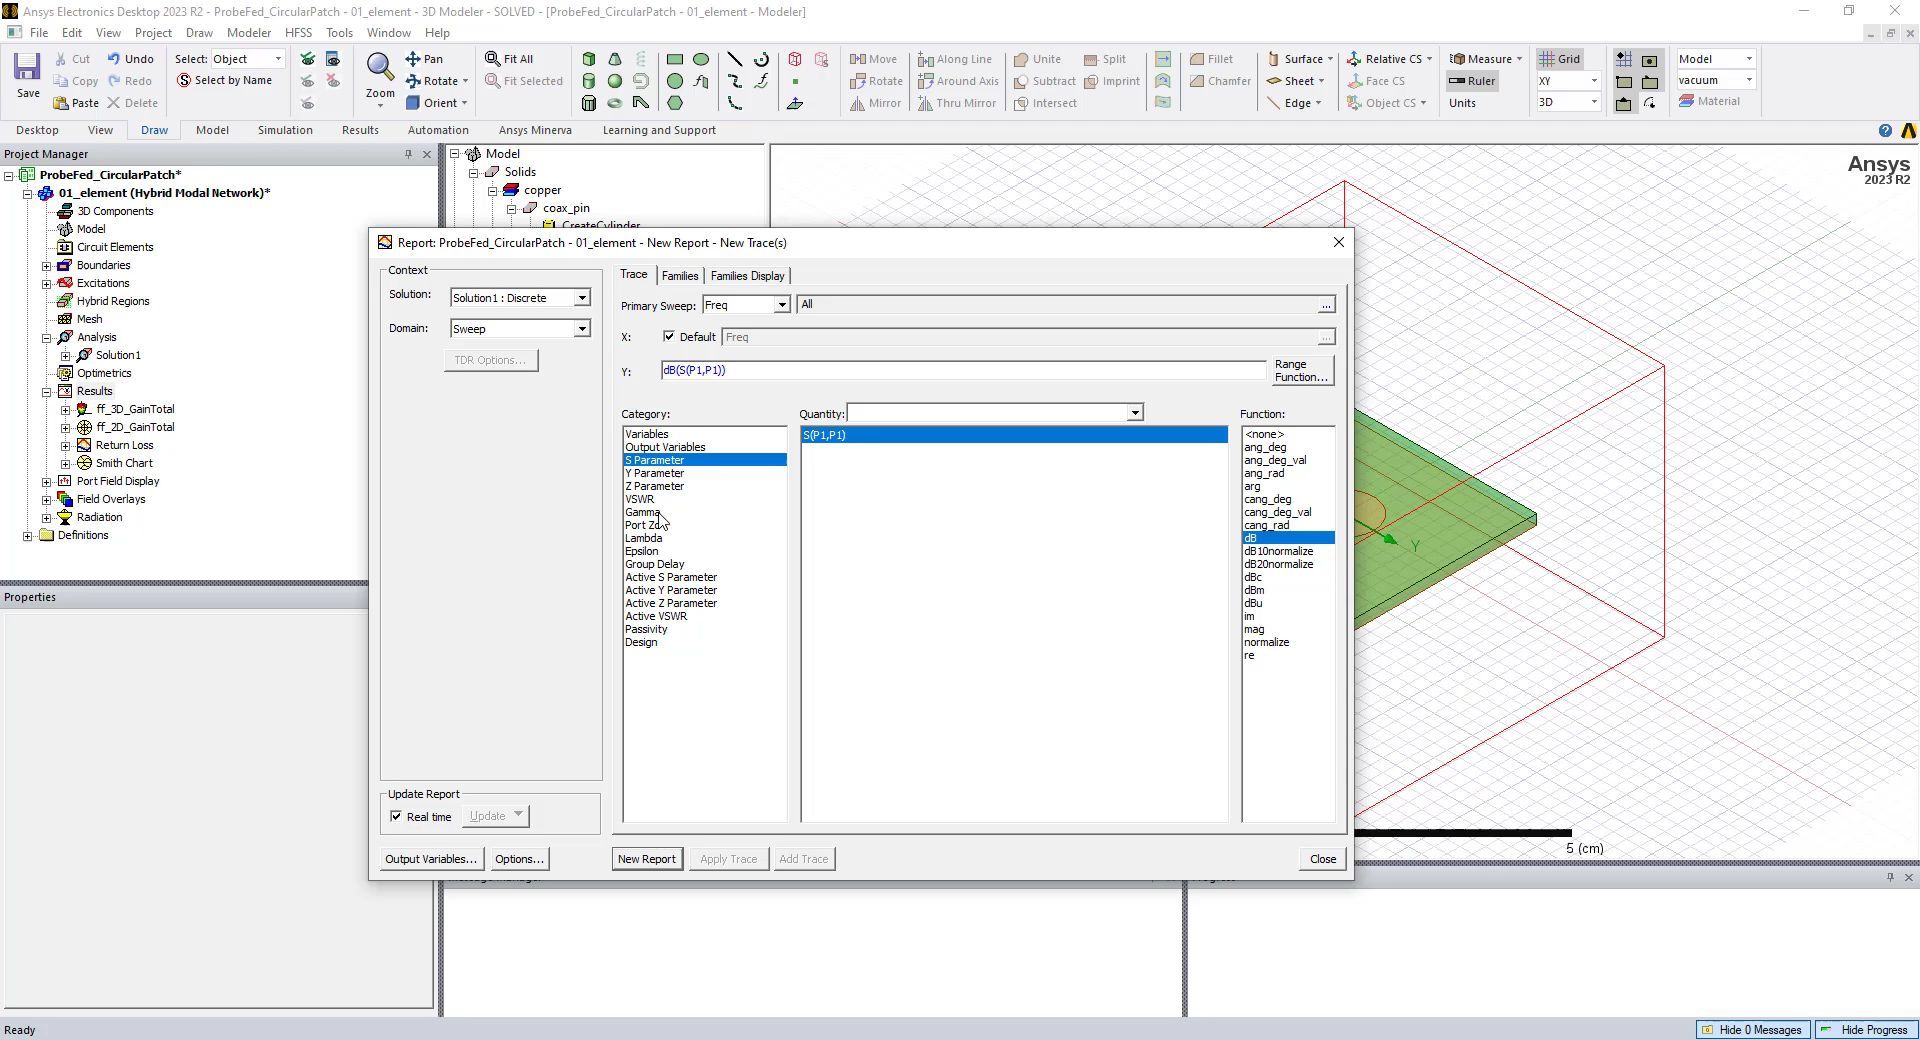 Ansys Electronics Desktop 2023 R2 - ProbeFed_CircularPatch - 01_element - 3D Modeler - SOLVED - [ProbeFed_CircularPatch - 01_element - Modeler]
File Edit View Project Draw Modeler HFSS Tools Window Help
Save
Cut
Copy
Paste
Undo
Redo
Delete
Select: Object
Select by Name
Zoom
Pan
Rotate
Orient
Fit All
Fit Selected
Move
Rotate
Mirror
Along Line
Around Axis
Thru Mirror
Unite
Subtract
Intersect
Split
Imprint
Fillet
Chamfer
Surface
Sheet
Edge
Relative CS
Face CS
Object CS
Measure
Ruler
Units
Grid
XY
3D
Model
vacuum
Material
Desktop View Draw Model Simulation Results Automation Ansys Minerva Learning and Support
Project Manager
ProbeFed_CircularPatch*
01_element (Hybrid Modal Network)*
3D Components
Model
Circuit Elements
Boundaries
Excitations
Hybrid Regions
Mesh
Analysis
Solution1
Optimetrics
Results
ff_3D_GainTotal
ff_2D_GainTotal
Return Loss
Smith Chart
Port Field Display
Field Overlays
Radiation
Definitions
Properties
Model
Solids
copper
coax_pin
CreateCylinder
Ansys
2023 R2
Y
5 (cm)
Report: ProbeFed_CircularPatch - 01_element - New Report - New Trace(s)
Context
Solution: Solution1 : Discrete
Domain: Sweep
TDR Options...
Update Report
Real time Update
Output Variables... Options...
Trace Families Families Display
Primary Sweep: Freq All ...
X: Default Freq ...
Y: dB(S(P1,P1))
Range
Function...
Category:
Variables
Output Variables
S Parameter
Y Parameter
Z Parameter
VSWR
Gamma
Port Zo
Lambda
Epsilon
Group Delay
Active S Parameter
Active Y Parameter
Active Z Parameter
Active VSWR
Passivity
Design
Quantity:
S(P1,P1)
Function:
<none>
ang_deg
ang_deg_val
ang_rad
arg
cang_deg
cang_deg_val
cang_rad
dB
dB10normalize
dB20normalize
dBc
dBm
dBu
im
mag
normalize
re
New Report Apply Trace Add Trace Close
Ready
Hide 0 Messages Hide Progress